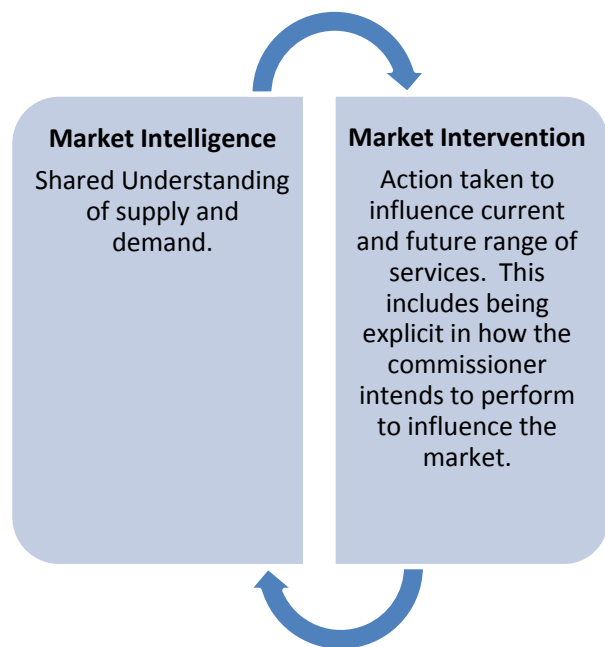 Market Intelligence
Shared Understanding
of supply and
demand.
Market Intervention
Action taken to
influence current
and future range of
services.  This
includes being
explicit in how the
commissioner
intends to perform
to influence the
market.